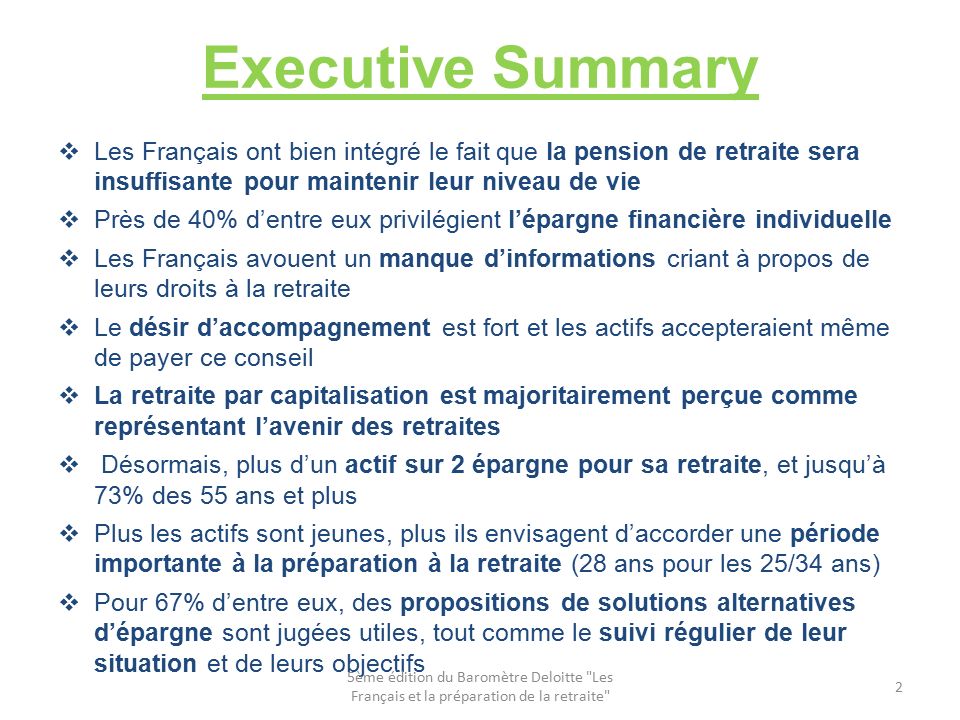 Executive Summary
❖ Les Français ont bien intégré le fait que la pension de retraite sera
insuffisante pour maintenir leur niveau de vie
❖ Près de 40% d’entre eux privilégient l’épargne financière individuelle
❖ Les Français avouent un manque d’informations criant à propos de
leurs droits à la retraite
❖ Le désir d’accompagnement est fort et les actifs accepteraient même
de payer ce conseil
❖ La retraite par capitalisation est majoritairement perçue comme
représentant l’avenir des retraites
❖ Désormais, plus d’un actif sur 2 épargne pour sa retraite, et jusqu’à
73% des 55 ans et plus
❖ Plus les actifs sont jeunes, plus ils envisagent d’accorder une période
importante à la préparation à la retraite (28 ans pour les 25/34 ans)
❖ Pour 67% d’entre eux, des propositions de solutions alternatives
d’épargne sont jugées utiles, tout comme le suivi régulier de leur
situation et de leurs objectifs
5ème édition du Baromètre Deloitte "Les
Français et la préparation de la retraite"
2